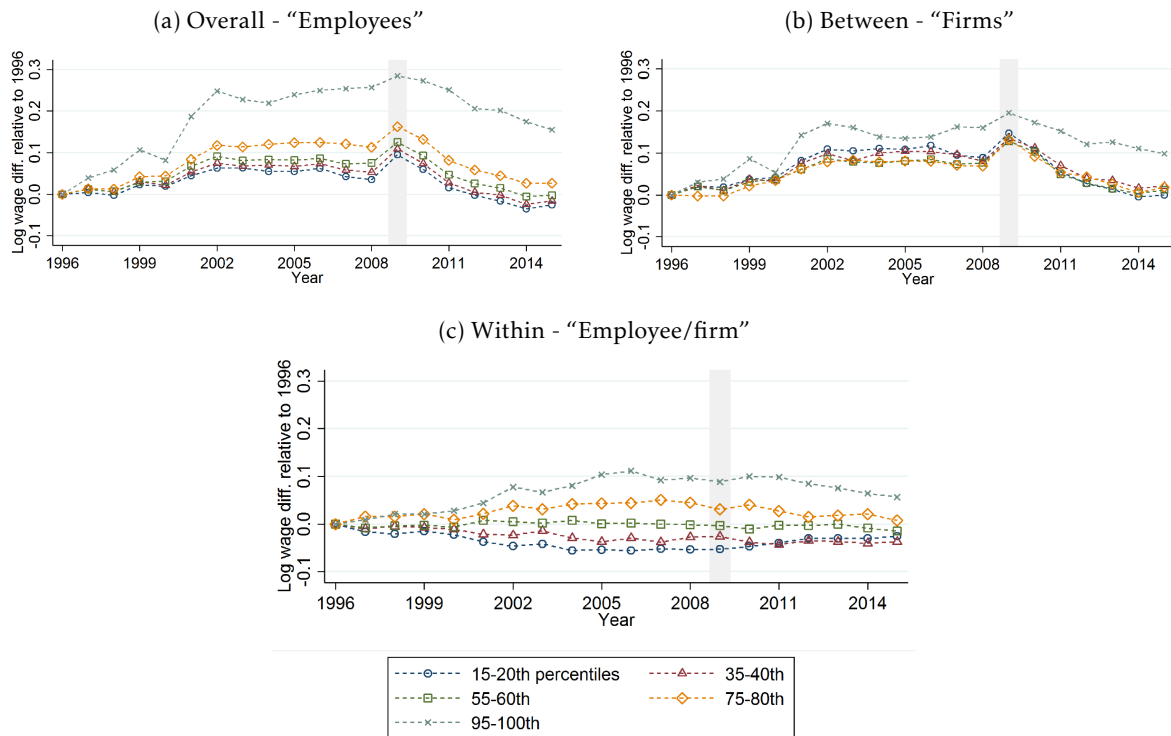 (a) Overall - “Employees”
Log wage diff. relative to 1996
0.3
0.2
0.1
0.0
-0.1
1996 1999 2002 2005 2008 2011 2014
Year
(b) Between - “Firms”
Log wage diff. relative to 1996
0.3
0.2
0.1
0.0
-0.1
1996 1999 2002 2005 2008 2011 2014
Year
(c) Within - “Employee/firm”
Log wage diff. relative to 1996
0.3
0.2
0.1
0.0
-0.1
1996 1999 2002 2005 2008 2011 2014
Year
15-20th percentiles 35-40th
55-60th 75-80th
95-100th